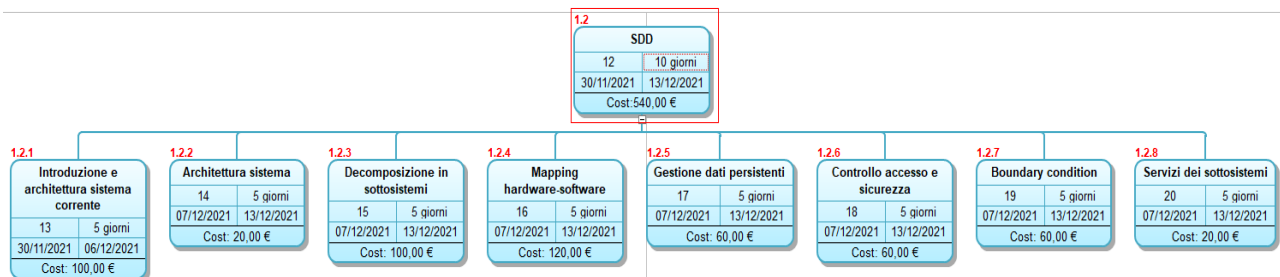 1.2
SDD
12 10 giorni
30/11/2021 13/12/2021
Cost:540,00 €
1.2.1
Introduzione e
architettura sistema
corrente
13 5 giorni
30/11/2021 06/12/2021
Cost: 100,00 €
1.2.2
Architettura sistema
14 5 giorni
07/12/2021 13/12/2021
Cost: 20,00 €
1.2.3
Decomposizione in
sottosistemi
15 5 giorni
07/12/2021 13/12/2021
Cost: 100,00 €
1.2.4
Mapping
hardware-software
16 5 giorni
07/12/2021 13/12/2021
Cost: 120,00 €
1.2.5
Gestione dati persistenti
17 5 giorni
07/12/2021 13/12/2021
Cost: 60,00 €
1.2.6
Controllo accesso e
sicurezza
18 5 giorni
07/12/2021 13/12/2021
Cost: 60,00 €
1.2.7
Boundary condition
19 5 giorni
07/12/2021 13/12/2021
Cost: 60,00 €
1.2.8
Servizi dei sottosistemi
20 5 giorni
07/12/2021 13/12/2021
Cost: 20,00 €